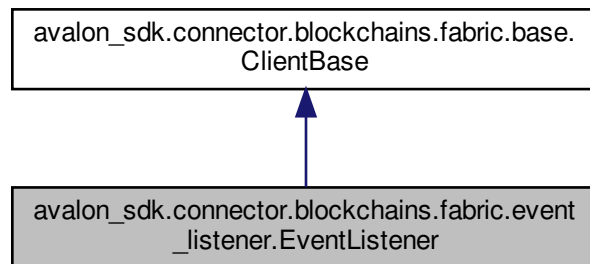 avalon_sdk.connector.blockchains.fabric.base.
ClientBase
avalon_sdk.connector.blockchains.fabric.event
_listener.EventListener